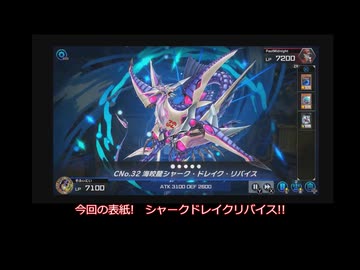 PaulMidnight
LP 7200
CNo.32 海咬龍シャーク・ドレイク・リバイス
LP 7100
ATK 3100 DEF 2600
今回の表紙! シャークドレイクリバイス!!